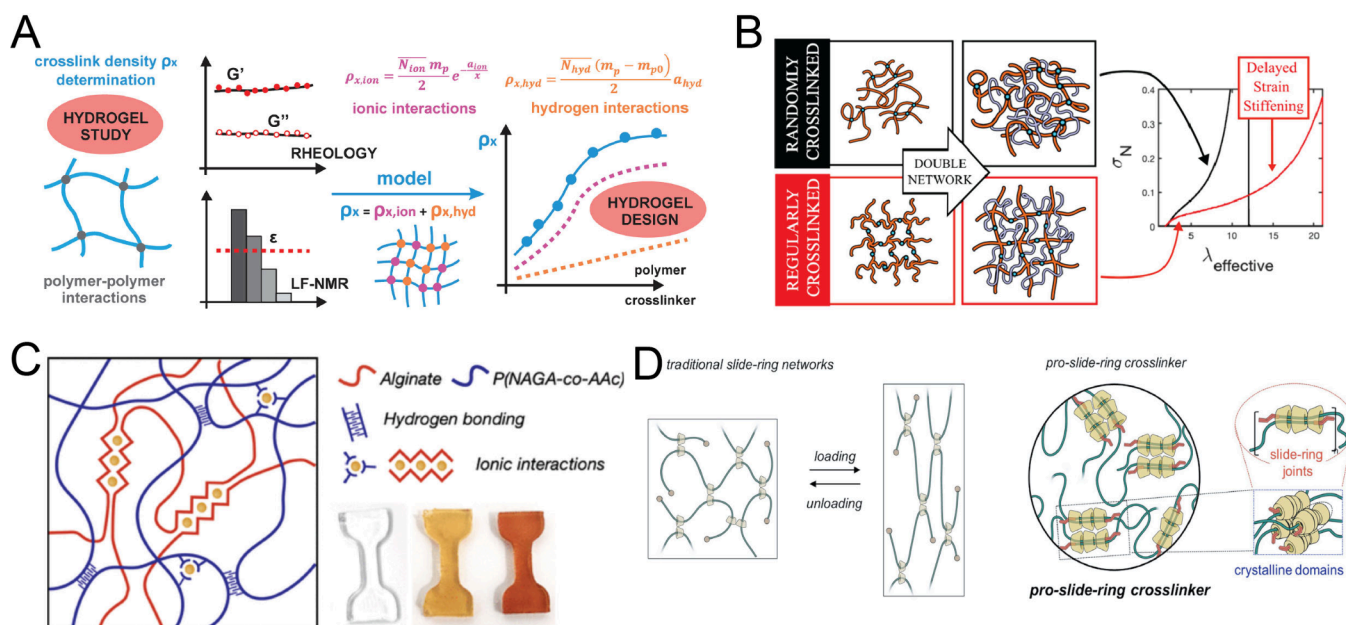 A
crosslink density ρx
determination
HYDROGEL
STUDY
polymer-polymer
interactions
G'
G''
RHEOLOGY
ε
LF-NMR
ρx,ion = N̅i̅o̅n̅ mp / 2 e^(-aion/x)
ionic interactions
ρx,hyd = N̅h̅y̅d̅ (mp − mp0) / 2 ahyd
hydrogen interactions
model
ρx = ρx,ion + ρx,hyd
ρx
HYDROGEL
DESIGN
polymer
crosslinker
B
RANDOMLY
CROSSLINKED
REGULARLY
CROSSLINKED
DOUBLE
NETWORK
Delayed
Strain
Stiffening
0.4
0.3
0.2
0.1
0
σN
0 5 10 15 20
λeffective
C
Alginate
P(NAGA-co-AAc)
Hydrogen bonding
Ionic interactions
D
traditional slide-ring networks
loading
unloading
pro-slide-ring crosslinker
slide-ring
joints
crystalline domains
pro-slide-ring crosslinker